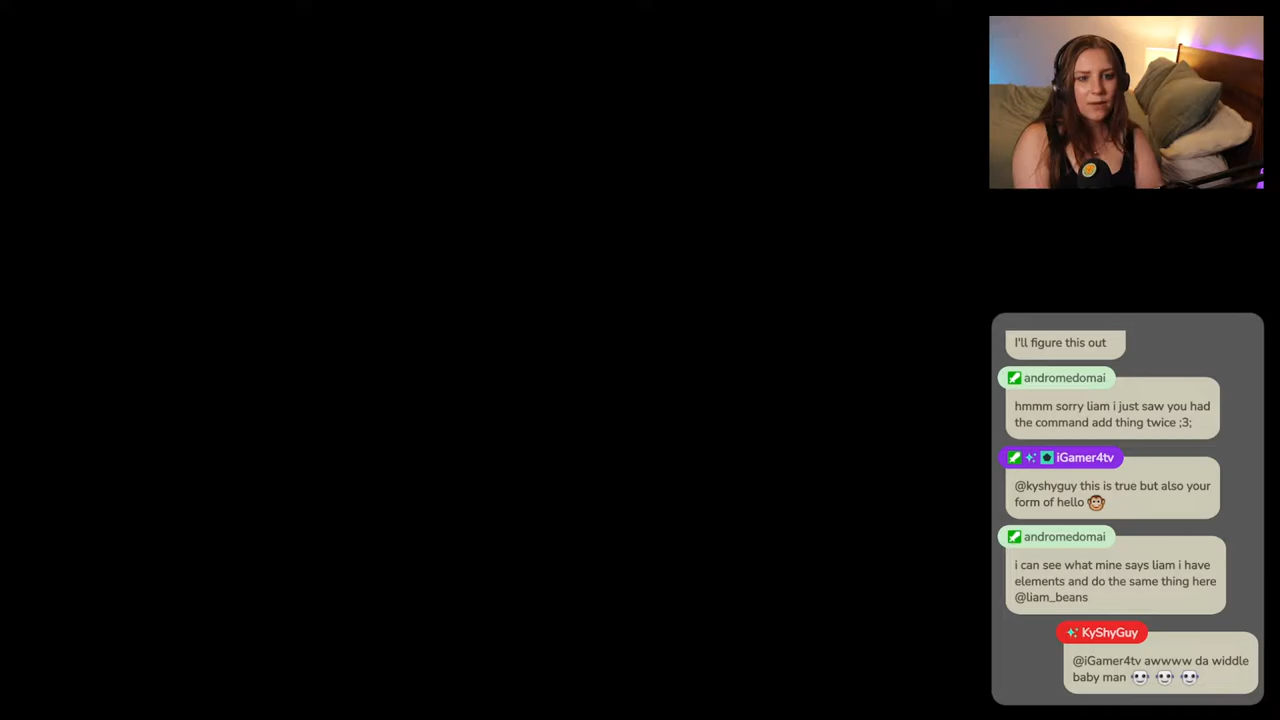 I'll figure this out
andromedomai
hmmm sorry liam i just saw you had
the command add thing twice ;3;
iGamer4tv
@kyshyguy this is true but also your
form of hello
andromedomai
i can see what mine says liam i have
elements and do the same thing here
@liam_beans
KyShyGuy
@iGamer4tv awwww da widdle
baby man